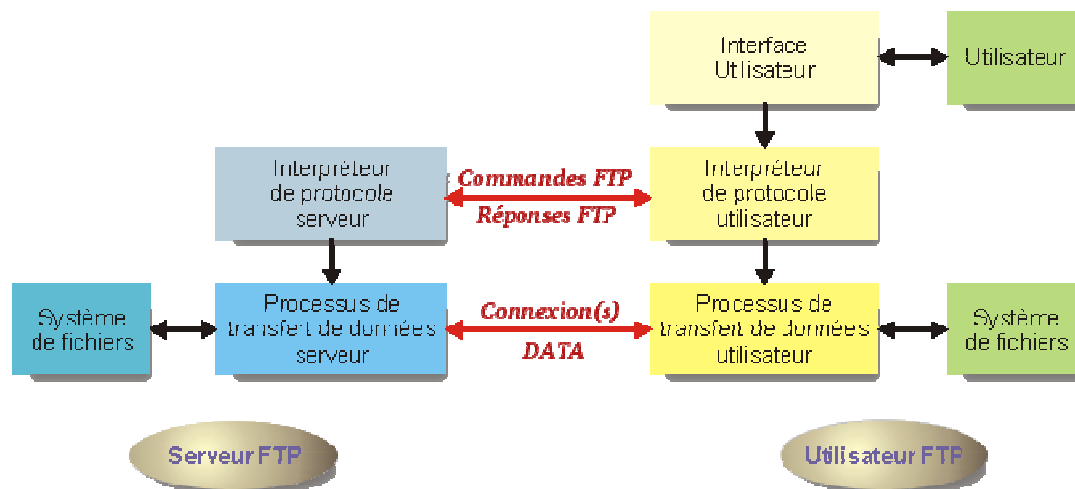 Interface
Utilisateur
Utilisateur
Interpréteur
de protocole
serveur
Commandes FTP
Réponses FTP
Interpréteur
de protocole
utilisateur
Système
de fichiers
Processus de
transfert de données
serveur
Connexion(s)
DATA
Processus de
transfert de données
utilisateur
Système
de fichiers
Serveur FTP
Utilisateur FTP